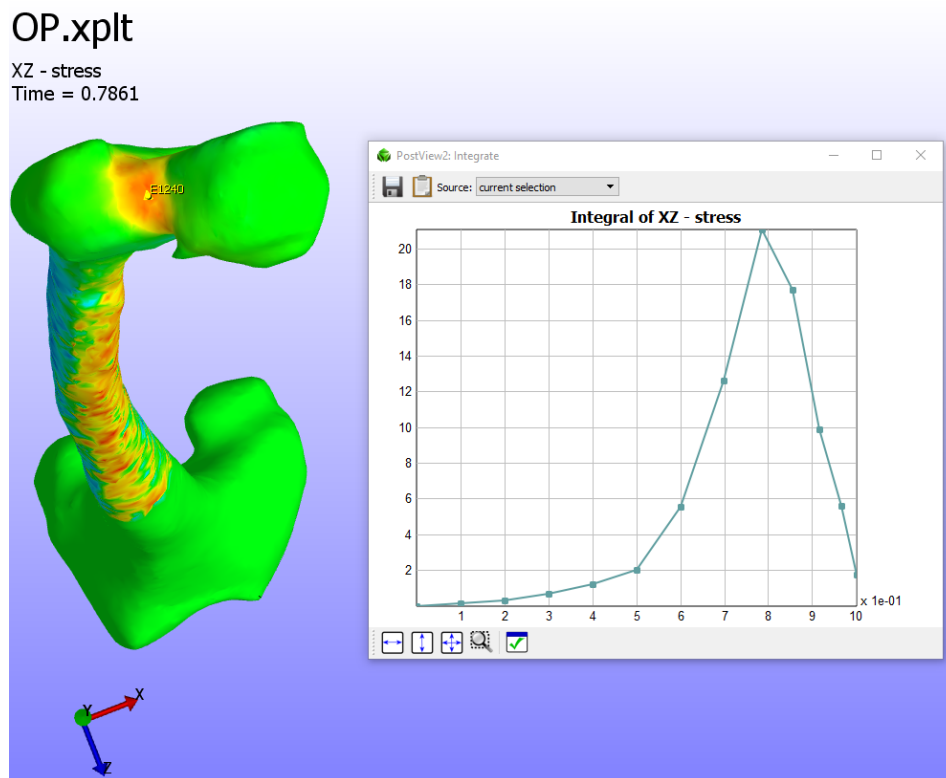 OP.xplt
XZ - stress
Time = 0.7861
E1240
PostView2: Integrate
Source: current selection
Integral of XZ - stress
20
18
16
14
12
10
8
6
4
2
1 2 3 4 5 6 7 8 9 10
x 1e-01
X
Y
Z